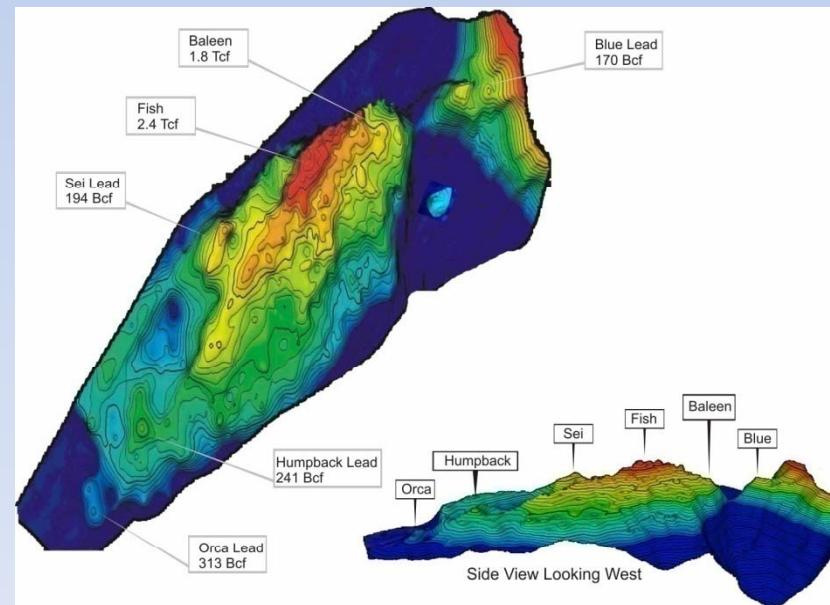 Baleen
1.8 Tcf
Blue Lead
170 Bcf
Fish
2.4 Tcf
Sei Lead
194 Bcf
Humpback Lead
241 Bcf
Orca Lead
313 Bcf
Orca
Humpback
Sei
Fish
Baleen
Blue
Side View Looking West